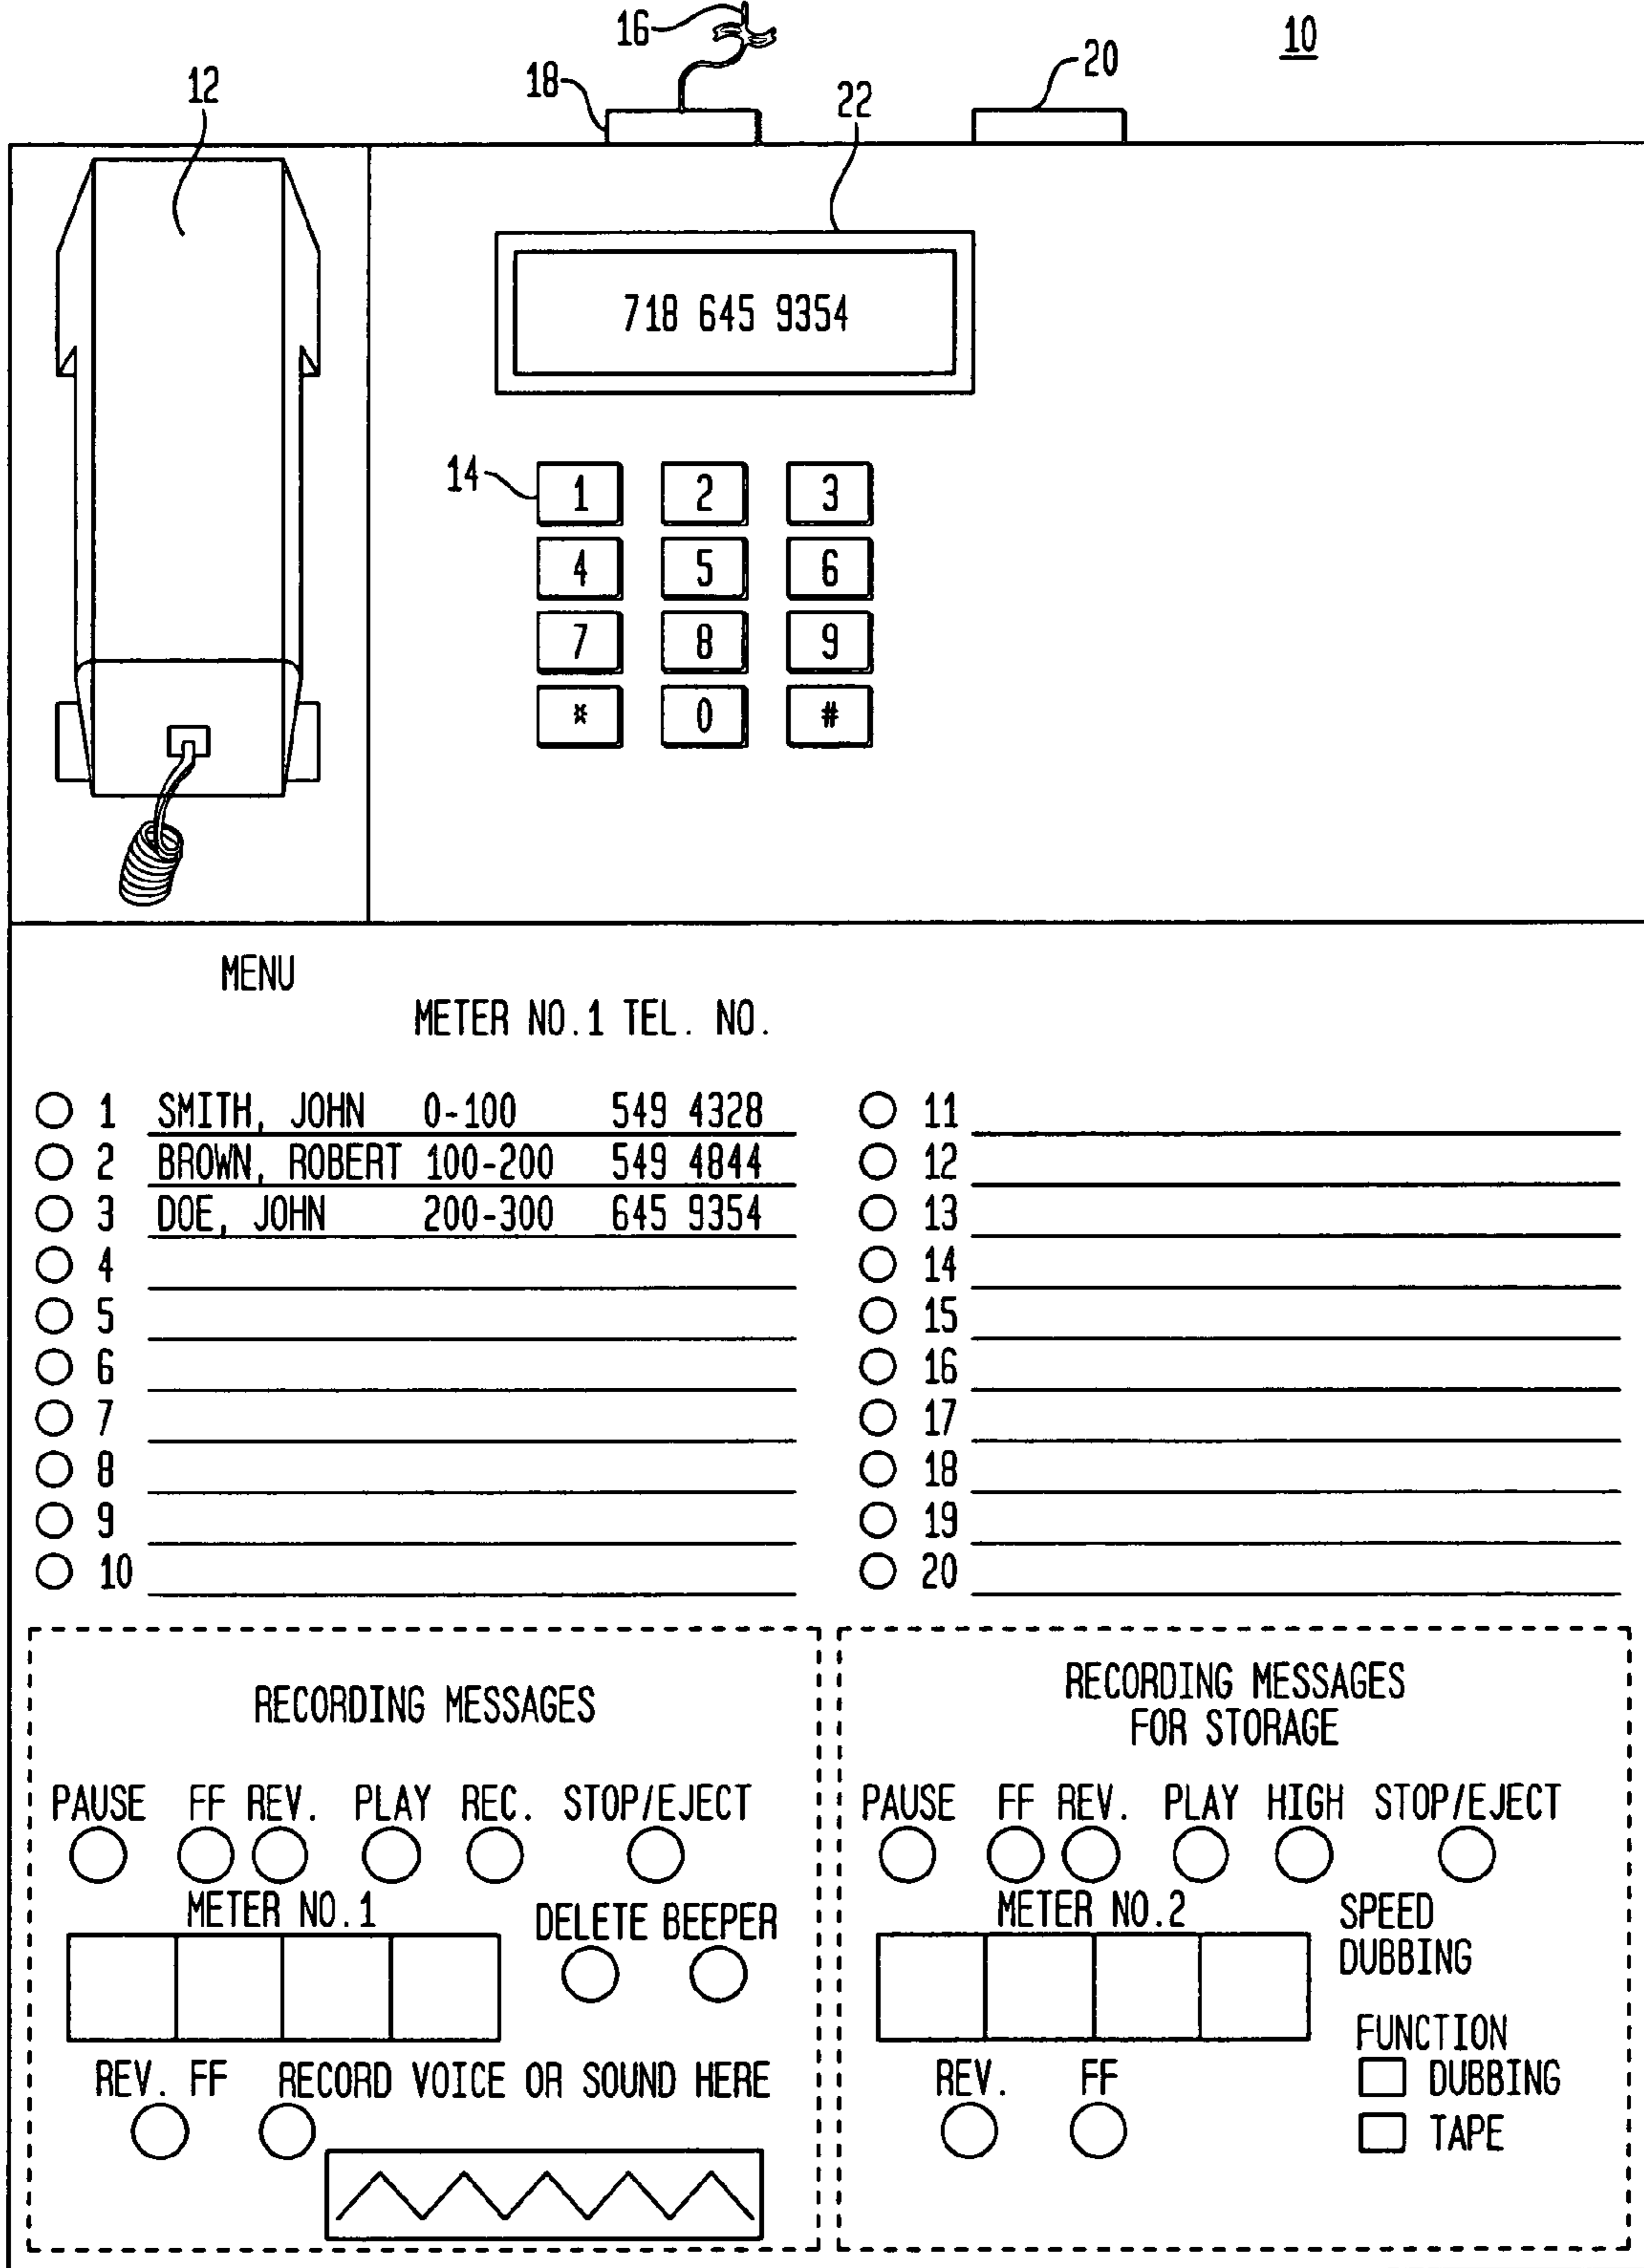 16
10
18
20
12
22
718 645 9354
14
1 2 3
4 5 6
7 8 9
* 0 #
MENU
METER NO.1 TEL. NO.
1 SMITH, JOHN 0-100 549 4328
2 BROWN, ROBERT 100-200 549 4844
3 DOE, JOHN 200-300 645 9354
4
5
6
7
8
9
10
11
12
13
14
15
16
17
18
19
20
RECORDING MESSAGES
PAUSE FF REV. PLAY REC. STOP/EJECT
METER NO.1
DELETE BEEPER
REV. FF RECORD VOICE OR SOUND HERE
RECORDING MESSAGES
FOR STORAGE
PAUSE FF REV. PLAY HIGH STOP/EJECT
METER NO.2
SPEED
DUBBING
FUNCTION
REV. FF
DUBBING
TAPE